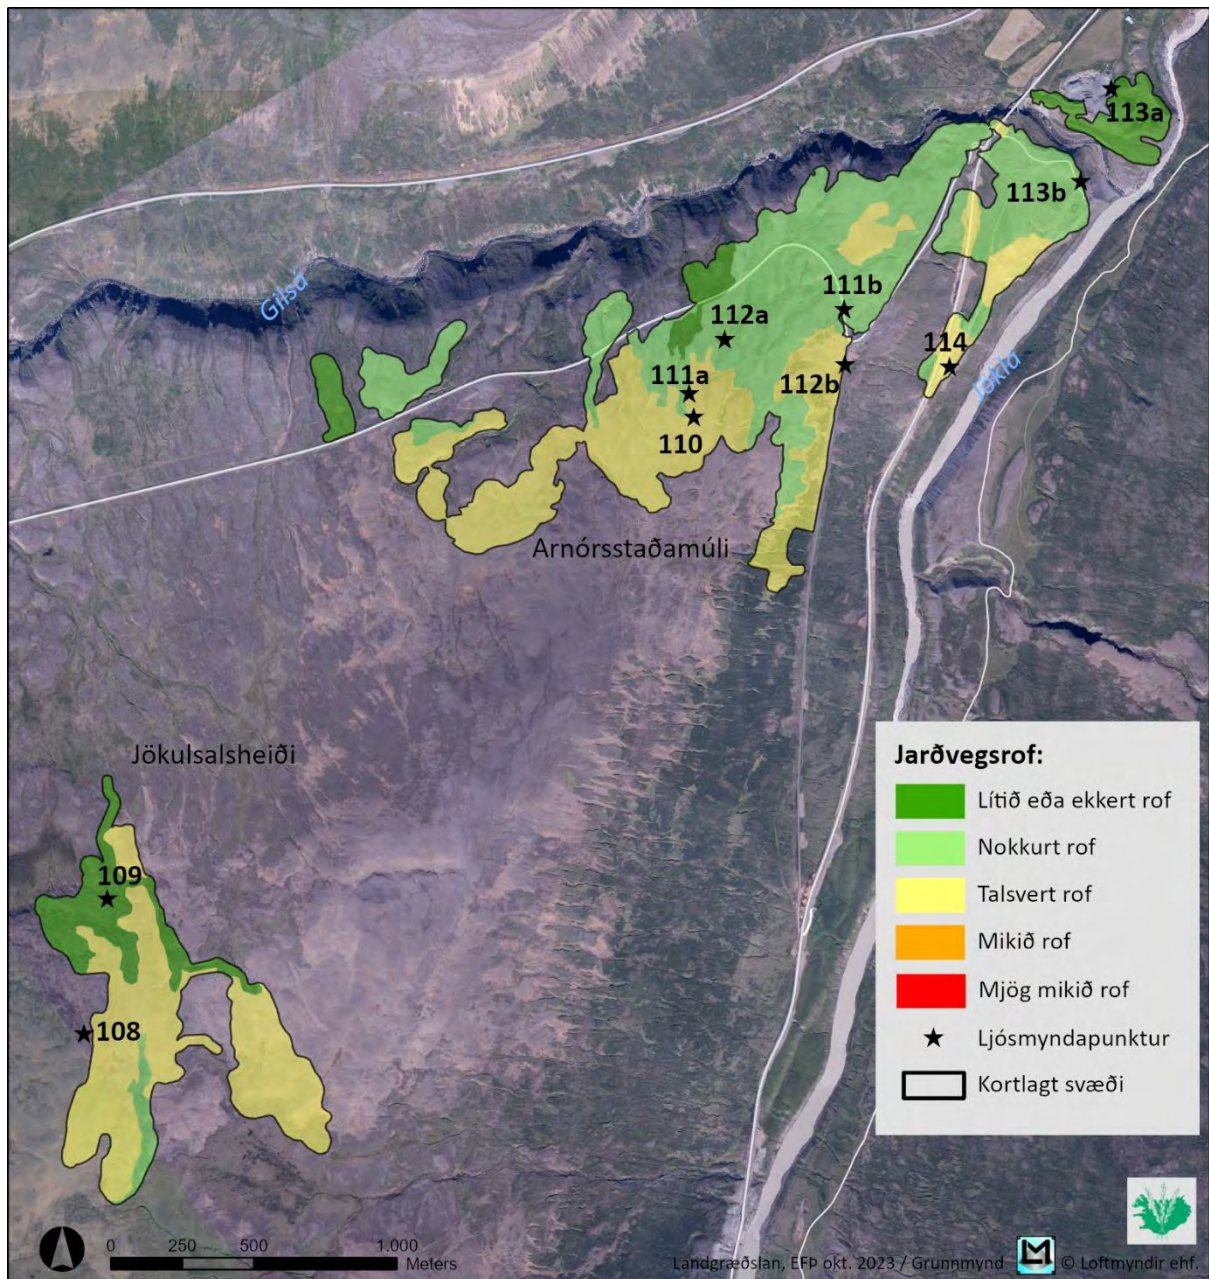 113a
113b
Gilsá
111b
112a
114
Jökla
111a
112b
110
Arnórsstaðamúli
Jökulsalsheiði
109
108
Jarðvegsrof:
Lítið eða ekkert rof
Nokkurt rof
Talsvert rof
Mikið rof
Mjög mikið rof
Ljósmyndapunktur
Kortlagt svæði
0 250 500 1.000
Meters
Landgræðslan, EFÞ okt. 2023 / Grunnmynd © Loftmyndir ehf.